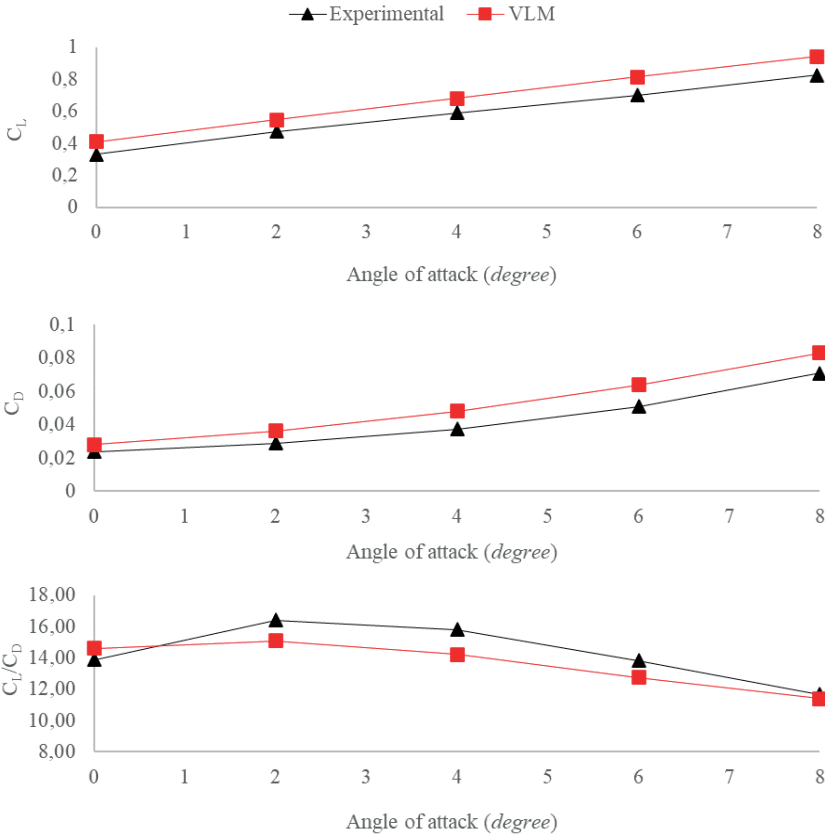 Experimental VLM
1
0,8
0,6
0,4
0,2
0
C_L
0 1 2 3 4 5 6 7 8
Angle of attack (degree)
0,1
0,08
0,06
0,04
0,02
0
C_D
0 1 2 3 4 5 6 7 8
Angle of attack (degree)
18,00
16,00
14,00
12,00
10,00
8,00
C_L/C_D
0 1 2 3 4 5 6 7 8
Angle of attack (degree)